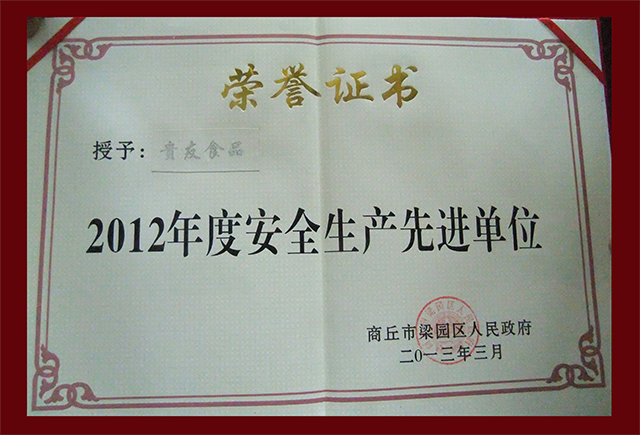 荣誉证书
授予：贵友食品
2012年度安全生产先进单位
商丘市梁园区人民政府
二〇一三年三月